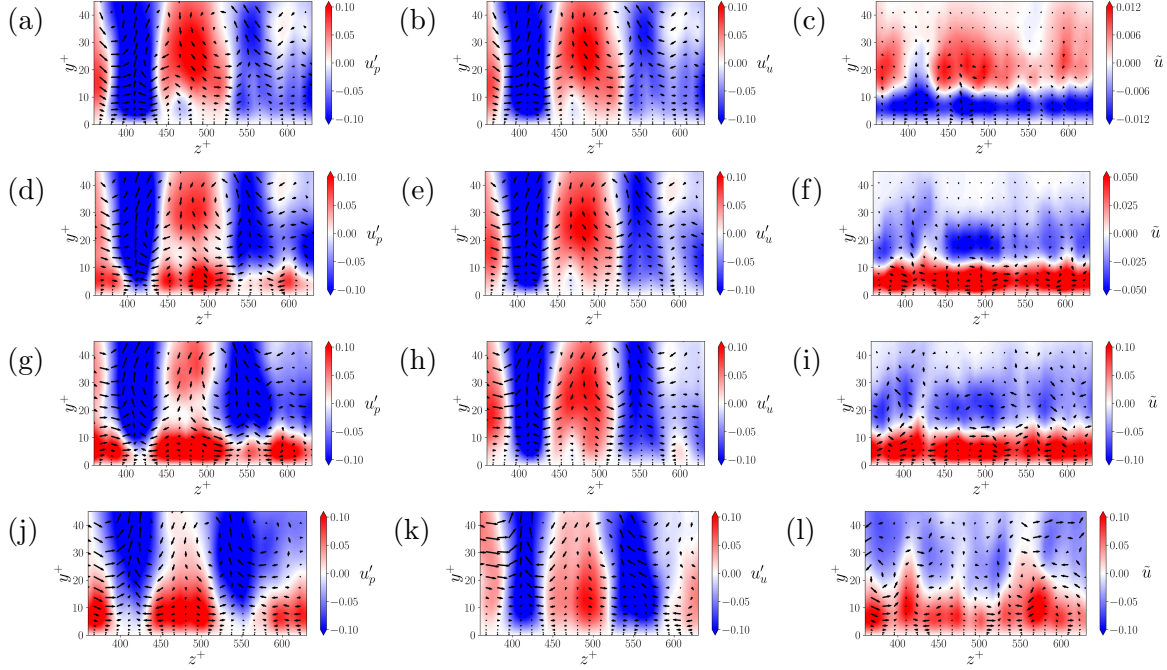 (a)
y⁺
40
30
20
10
0
400 450 500 550 600
z⁺
0.10
0.05
0.00
−0.05
−0.10
u′ₚ
(b)
y⁺
40
30
20
10
0
400 450 500 550 600
z⁺
0.10
0.05
0.00
−0.05
−0.10
u′ᵤ
(c)
y⁺
40
30
20
10
0
400 450 500 550 600
z⁺
0.012
0.006
0.000
−0.006
−0.012
ũ
(d)
y⁺
40
30
20
10
0
400 450 500 550 600
z⁺
0.10
0.05
0.00
−0.05
−0.10
u′ₚ
(e)
y⁺
40
30
20
10
0
400 450 500 550 600
z⁺
0.10
0.05
0.00
−0.05
−0.10
u′ᵤ
(f)
y⁺
40
30
20
10
0
400 450 500 550 600
z⁺
0.050
0.025
0.000
−0.025
−0.050
ũ
(g)
y⁺
40
30
20
10
0
400 450 500 550 600
z⁺
0.10
0.05
0.00
−0.05
−0.10
u′ₚ
(h)
y⁺
40
30
20
10
0
400 450 500 550 600
z⁺
0.10
0.05
0.00
−0.05
−0.10
u′ᵤ
(i)
y⁺
40
30
20
10
0
400 450 500 550 600
z⁺
0.10
0.05
0.00
−0.05
−0.10
ũ
(j)
y⁺
40
30
20
10
0
400 450 500 550 600
z⁺
0.10
0.05
0.00
−0.05
−0.10
u′ₚ
(k)
y⁺
40
30
20
10
0
400 450 500 550 600
z⁺
0.10
0.05
0.00
−0.05
−0.10
u′ᵤ
(l)
y⁺
40
30
20
10
0
400 450 500 550 600
z⁺
0.10
0.05
0.00
−0.05
−0.10
ũ